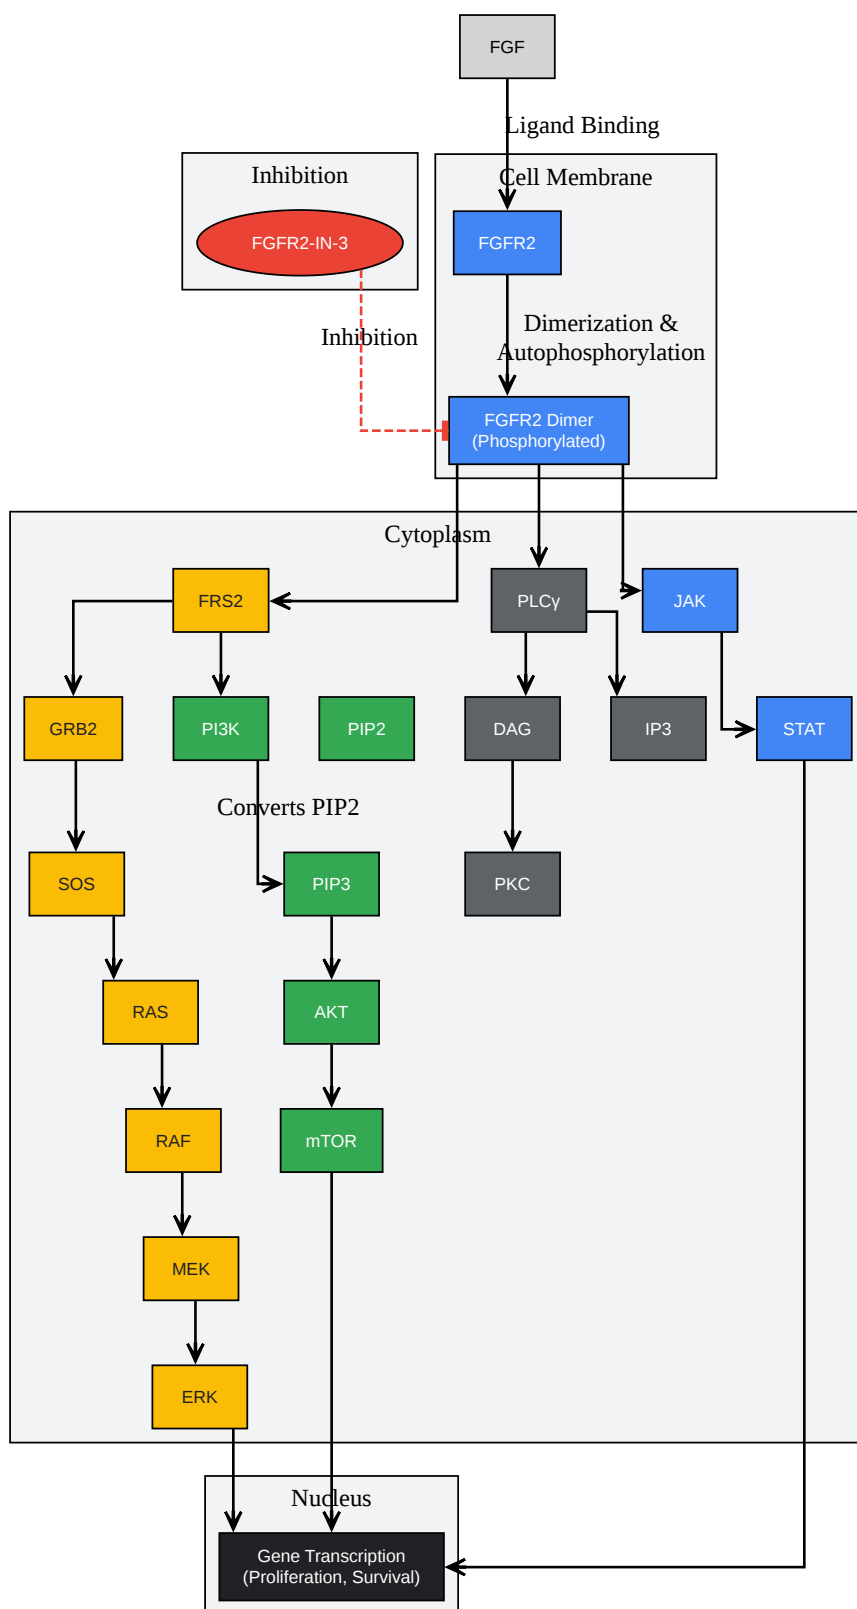 FGF
Ligand Binding
Inhibition
Cell Membrane
FGFR2-IN-3
FGFR2
Inhibition
Dimerization &
Autophosphorylation
FGFR2 Dimer
(Phosphorylated)
Cytoplasm
FRS2
PLCγ
JAK
GRB2
PI3K
PIP2
DAG
IP3
STAT
Converts PIP2
SOS
PIP3
PKC
RAS
AKT
RAF
mTOR
MEK
ERK
Nucleus
Gene Transcription
(Proliferation, Survival)